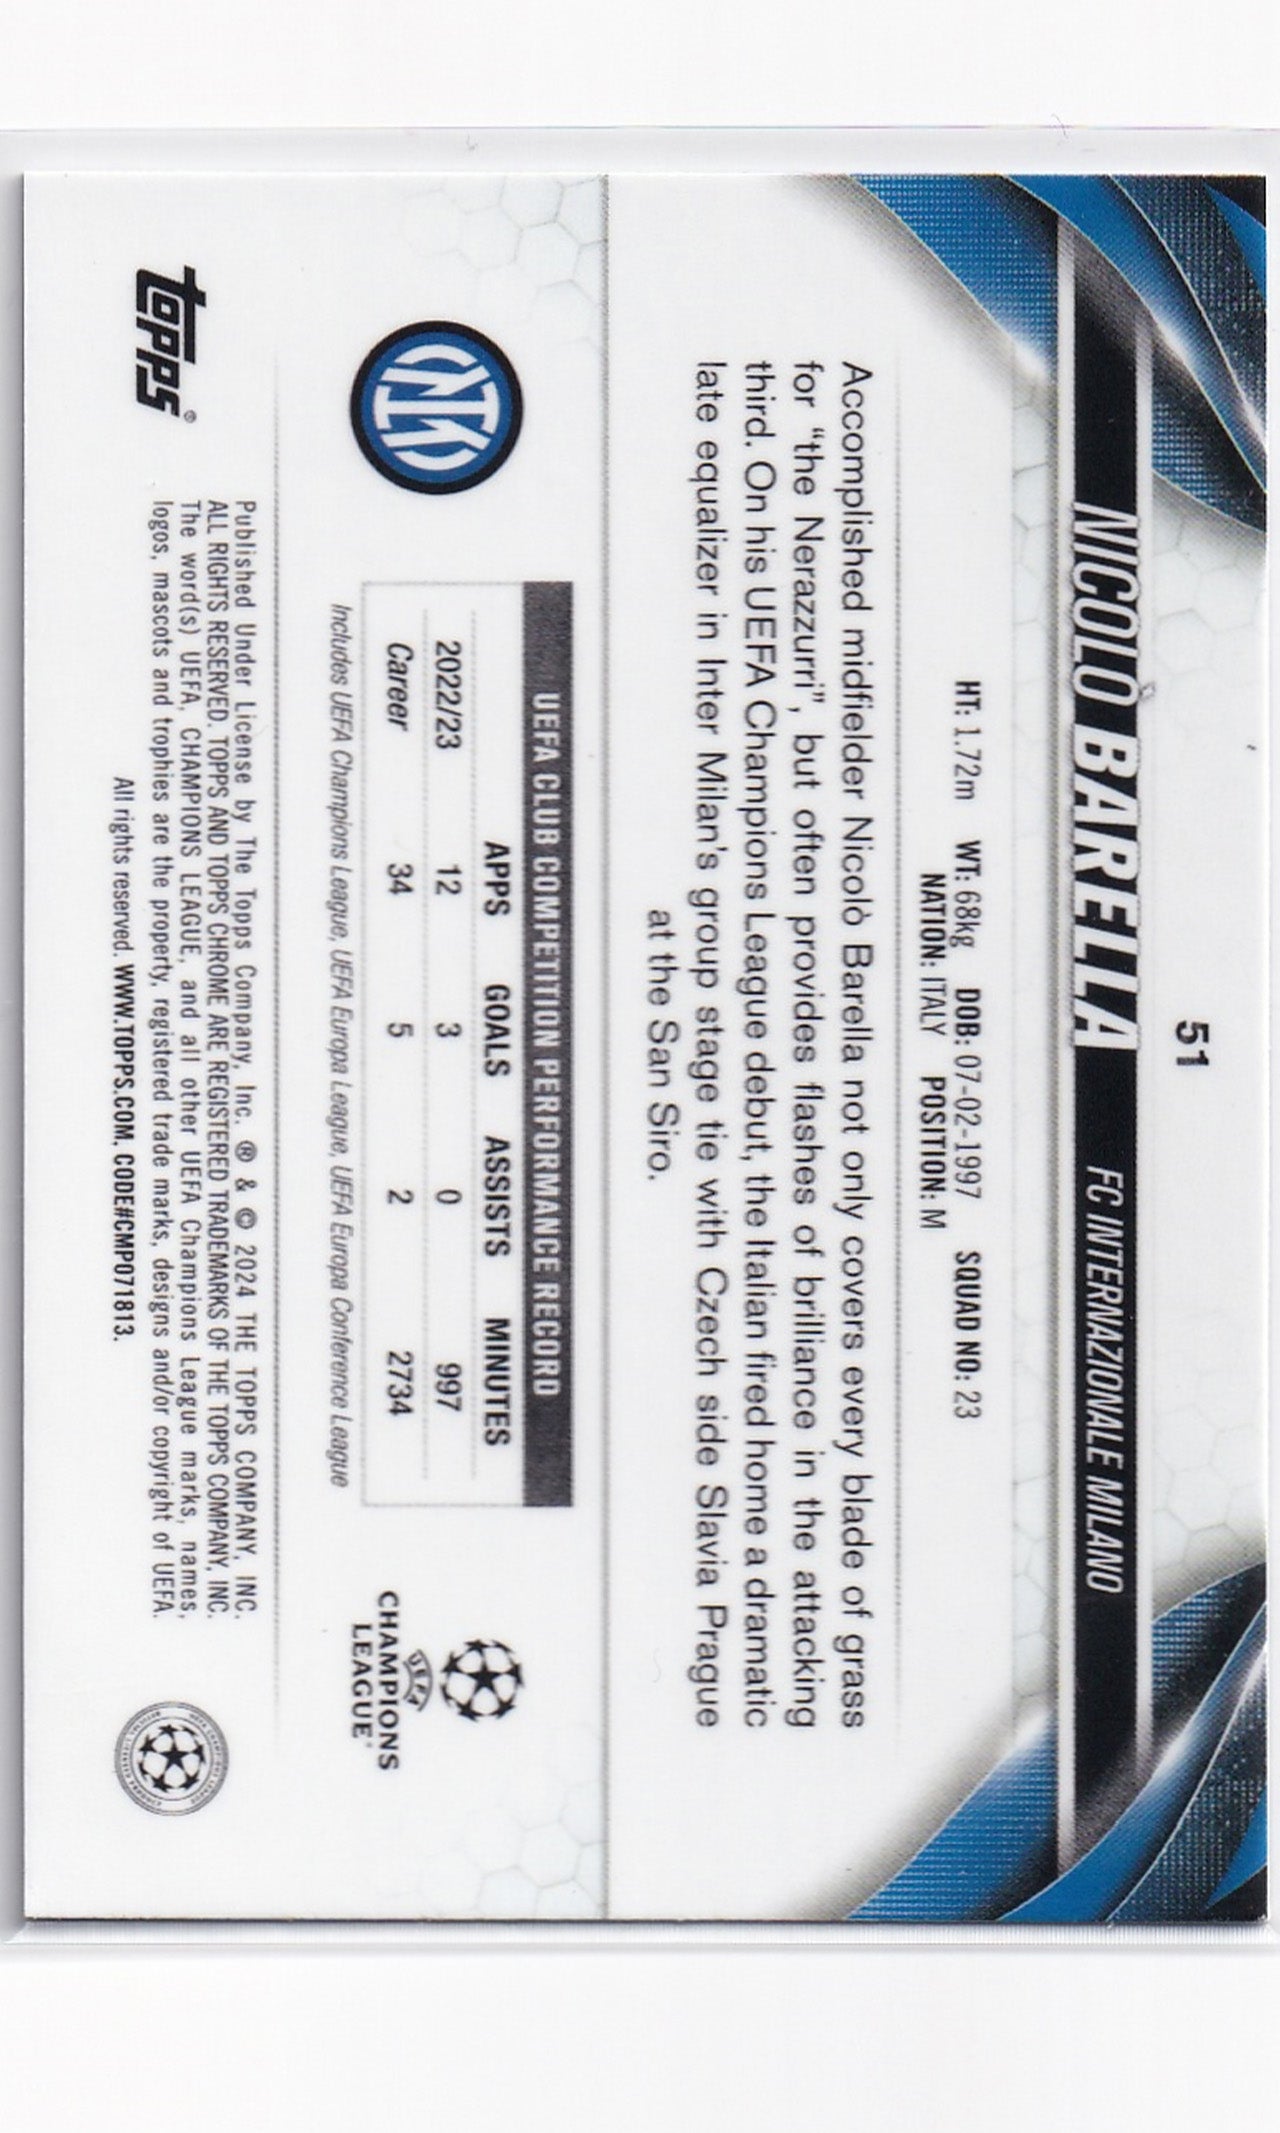 51
NICOLO BARELLA FC INTERNAZIONALE MILANO
HT: 1.72m WT: 68kg DOB: 07-02-1997 SQUAD NO: 23
NATION: ITALY POSITION: M
Accomplished midfielder Nicolò Barella not only covers every blade of grass
for “the Nerazzurri”, but often provides flashes of brilliance in the attacking
third. On his UEFA Champions League debut, the Italian fired home a dramatic
late equalizer in Inter Milan's group stage tie with Czech side Slavia Prague
at the San Siro.
UEFA CLUB COMPETITION PERFORMANCE RECORD
APPS GOALS ASSISTS MINUTES
2022/23 12 3 0 997
Career 34 5 2 2734
Includes UEFA Champions League, UEFA Europa League, UEFA Europa Conference League
UEFA
CHAMPIONS
LEAGUE
topps®
Published Under License by The Topps Company, Inc. ® & © 2024 THE TOPPS COMPANY, INC.
ALL RIGHTS RESERVED. TOPPS AND TOPPS CHROME ARE REGISTERED TRADEMARKS OF THE TOPPS COMPANY, INC.
The word(s) UEFA, CHAMPIONS LEAGUE, and all other UEFA Champions League marks, names,
logos, mascots and trophies are the property, registered trade marks, designs and/or copyright of UEFA.
All rights reserved. WWW.TOPPS.COM. CODE#CMP071813.